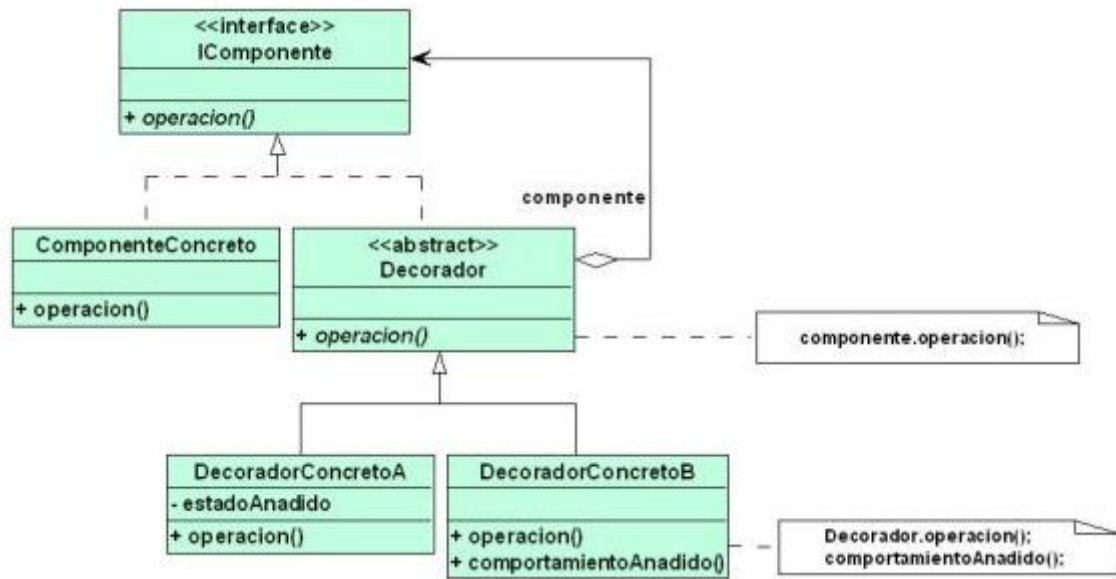 <<interface>>
IComponente
+ operacion()
componente
ComponenteConcreto
+ operacion()
<<abstract>>
Decorador
+ operacion()
componente.operacion();
DecoradorConcretoA
- estadoAnadido
+ operacion()
DecoradorConcretoB
+ operacion()
+ comportamientoAnadido()
Decorador.operacion();
comportamientoAnadido();